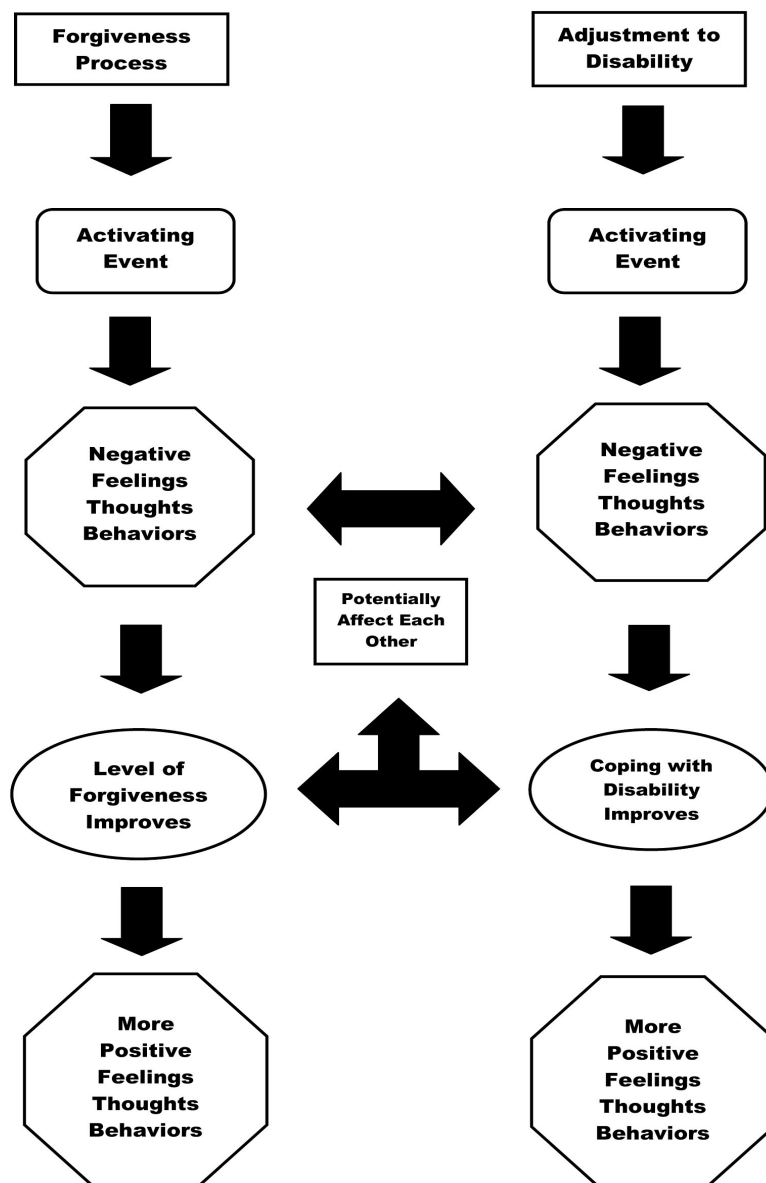 Forgiveness
Process
Adjustment to
Disability
Activating
Event
Activating
Event
Negative
Feelings
Thoughts
Behaviors
Negative
Feelings
Thoughts
Behaviors
Potentially
Affect Each
Other
Level of
Forgiveness
Improves
Coping with
Disability
Improves
More
Positive
Feelings
Thoughts
Behaviors
More
Positive
Feelings
Thoughts
Behaviors